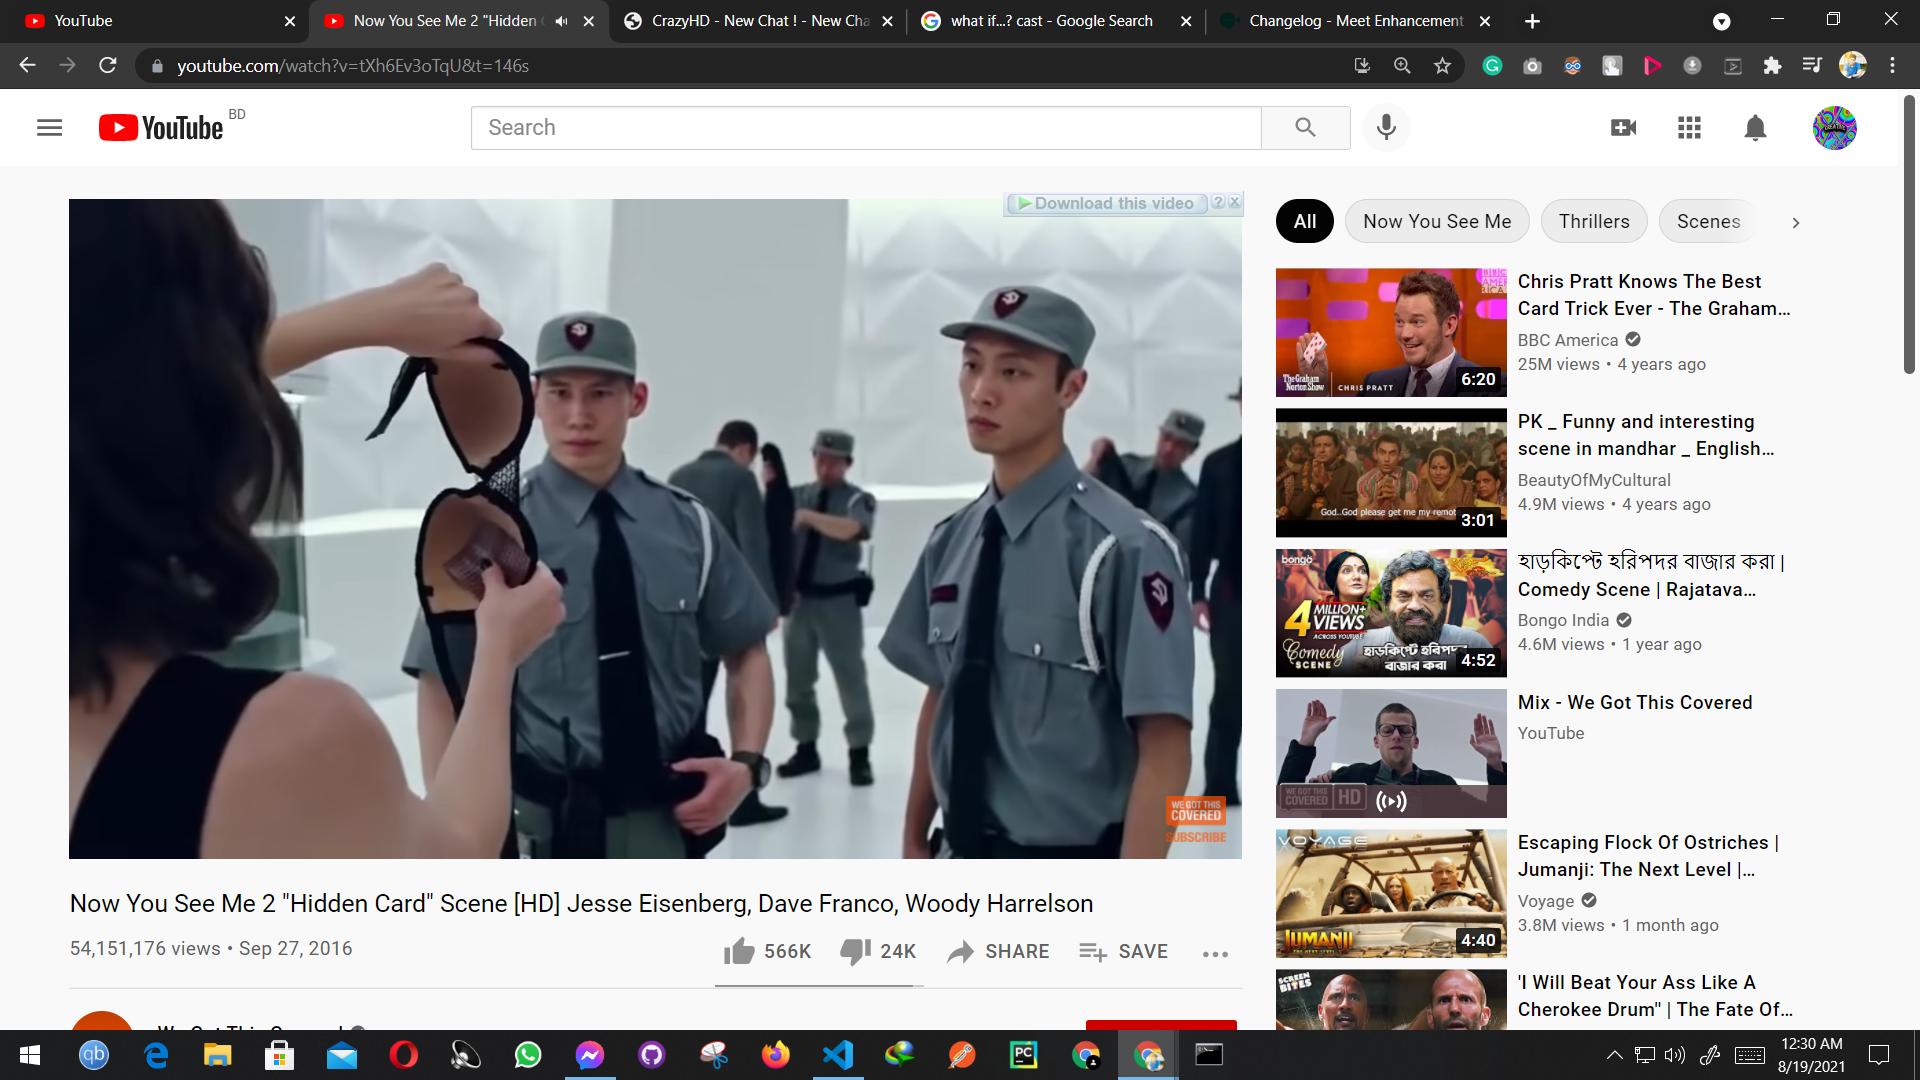 YouTube
Now You See Me 2 "Hidden
CrazyHD - New Chat ! - New Cha
what if...? cast - Google Search
Changelog - Meet Enhancement
youtube.com/watch?v=tXh6Ev3oTqU&t=146s
YouTube BD
Search
Download this video ? x
All
Now You See Me
Thrillers
Scenes
Chris Pratt Knows The Best
Card Trick Ever - The Graham...
BBC America
25M views • 4 years ago
The Graham
Norton Show
CHRIS PRATT
6:20
PK _ Funny and interesting
scene in mandhar _ English...
BeautyOfMyCultural
4.9M views • 4 years ago
God..God please get me my remot
3:01
হাড়কিপ্টে হরিপদর বাজার করা |
Comedy Scene | Rajatava...
Bongo India
4.6M views • 1 year ago
bongo
4 MILLION+
VIEWS
ACROSS YOUTUBE
Comedy
SCENE
হাড়কিপ্টে হরিপদর
বাজার করা
4:52
Mix - We Got This Covered
YouTube
WE GOT THIS
COVERED HD
Escaping Flock Of Ostriches |
Jumanji: The Next Level |...
Voyage
3.8M views • 1 month ago
VOYAGE
JUMANJI
4:40
'I Will Beat Your Ass Like A
Cherokee Drum" | The Fate Of...
SCREEN
BITES
WE GOT THIS
COVERED
SUBSCRIBE
Now You See Me 2 "Hidden Card" Scene [HD] Jesse Eisenberg, Dave Franco, Woody Harrelson
54,151,176 views • Sep 27, 2016
566K
24K
SHARE
SAVE
qb
PC
12:30 AM
8/19/2021